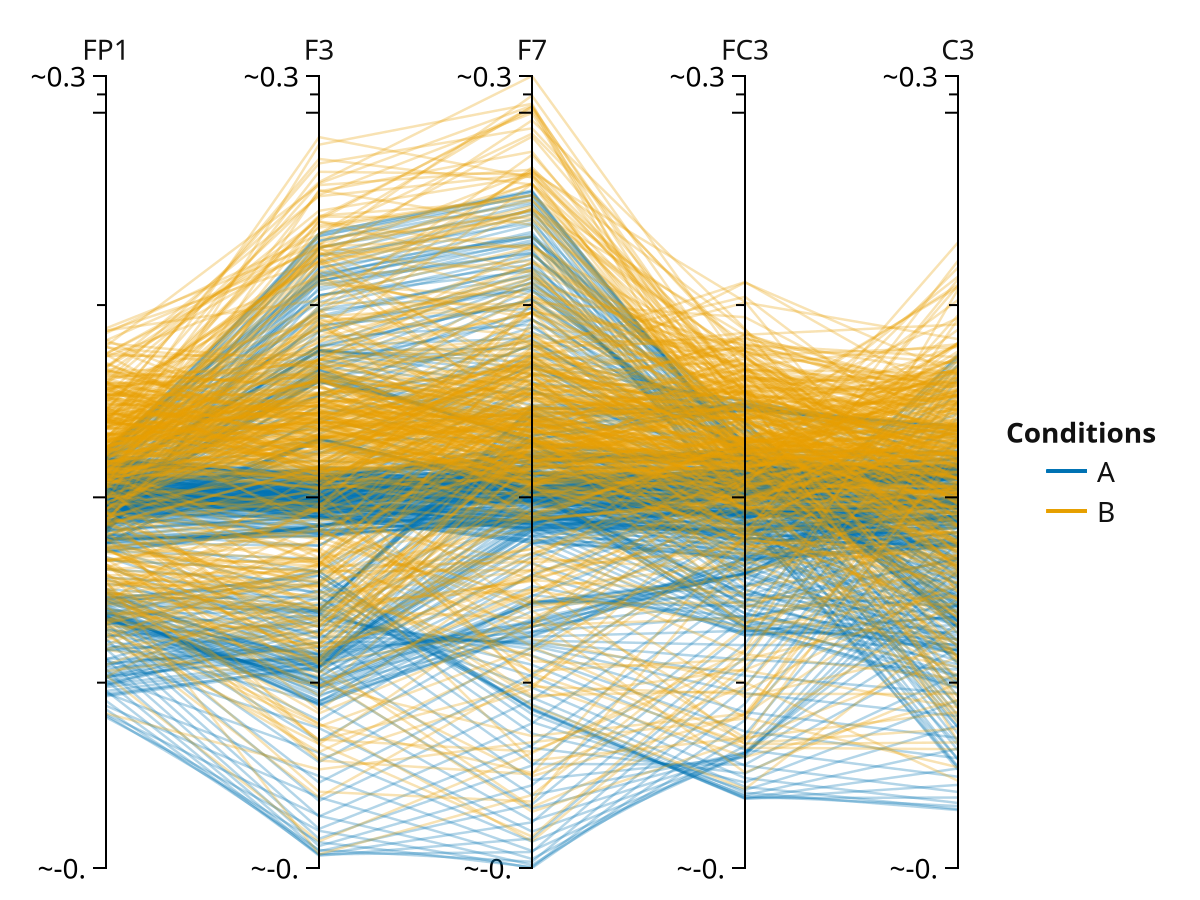 FP1 F3 F7 FC3 C3
~0.3 ~0.3 ~0.3 ~0.3 ~0.3
Conditions
A
B
~-0. ~-0. ~-0. ~-0. ~-0.